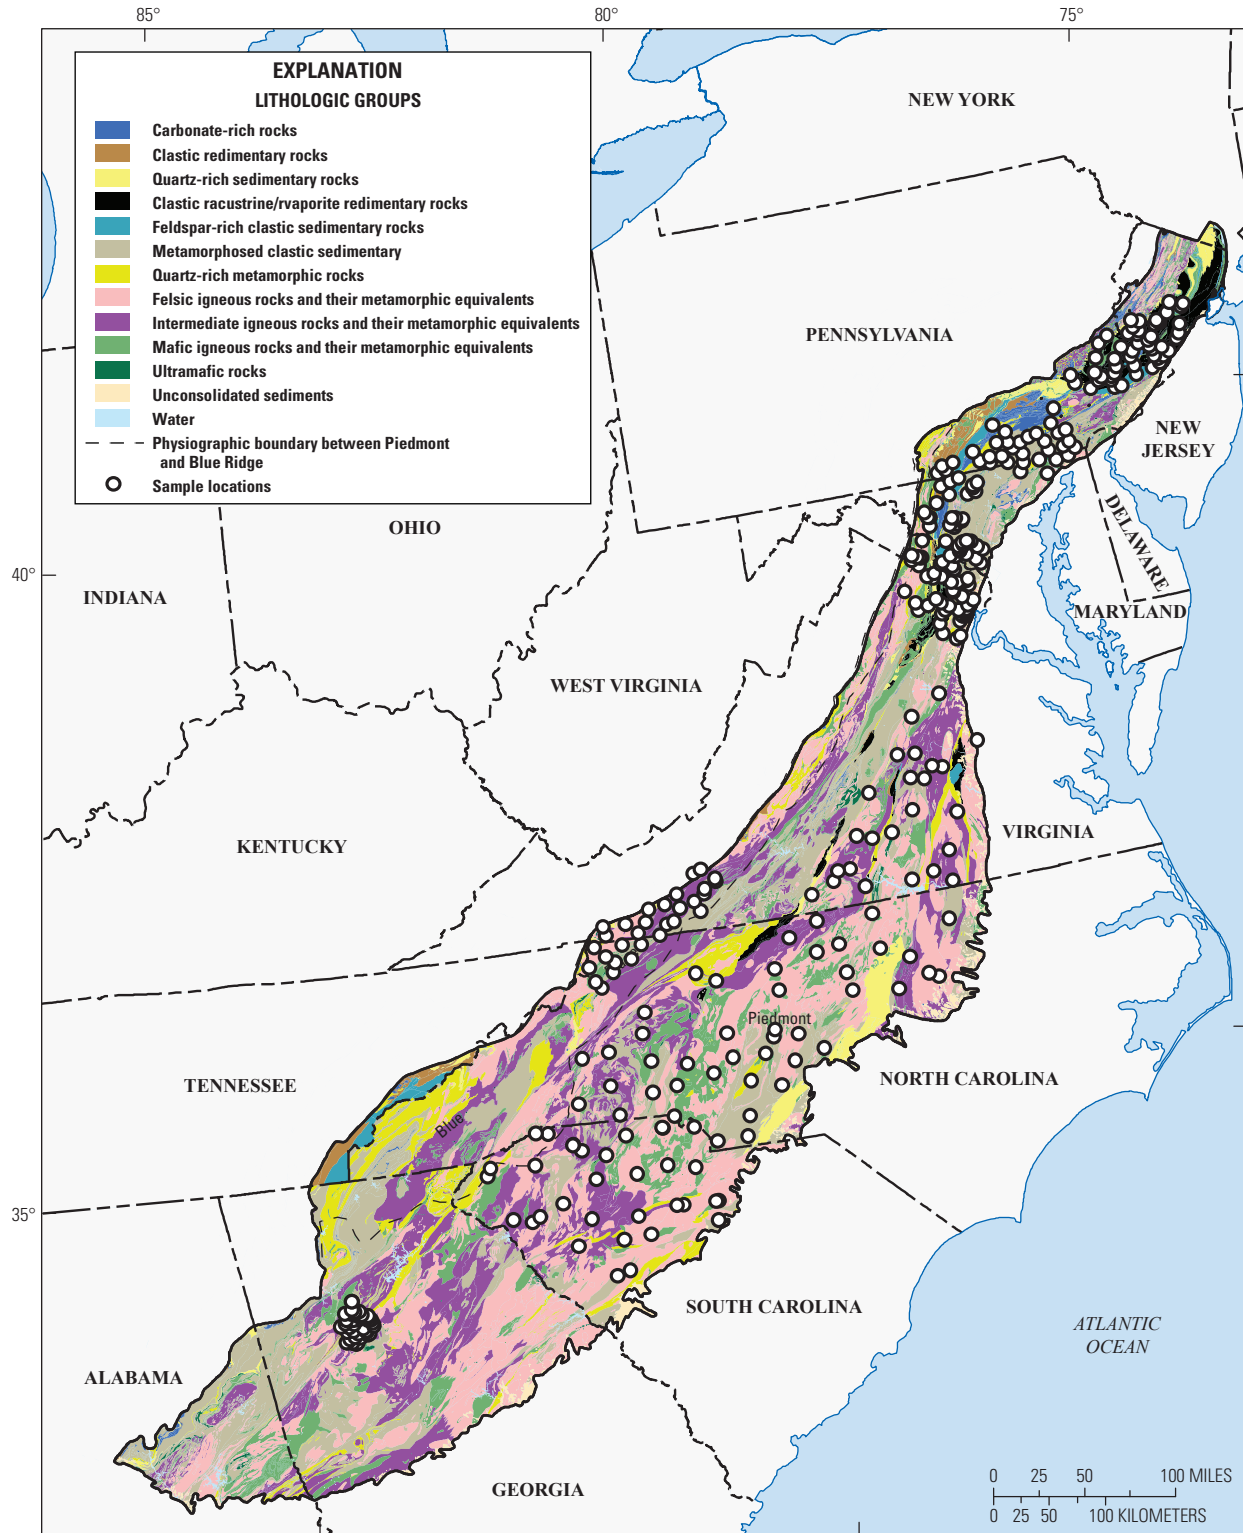 85°
80°
75°
EXPLANATION
LITHOLOGIC GROUPS
Carbonate-rich rocks
Clastic redimentary rocks
Quartz-rich sedimentary rocks
Clastic racustrine/rvaporite redimentary rocks
Feldspar-rich clastic sedimentary rocks
Metamorphosed clastic sedimentary
Quartz-rich metamorphic rocks
Felsic igneous rocks and their metamorphic equivalents
Intermediate igneous rocks and their metamorphic equivalents
Mafic igneous rocks and their metamorphic equivalents
Ultramafic rocks
Unconsolidated sediments
Water
Physiographic boundary between Piedmont
and Blue Ridge
Sample locations
NEW YORK
PENNSYLVANIA
NEW
JERSEY
OHIO
DELAWARE
40°
INDIANA
MARYLAND
WEST VIRGINIA
VIRGINIA
KENTUCKY
Piedmont
TENNESSEE
NORTH CAROLINA
Blue
35°
SOUTH CAROLINA
ATLANTIC
OCEAN
ALABAMA
GEORGIA
0 25 50 100 MILES
0 25 50 100 KILOMETERS